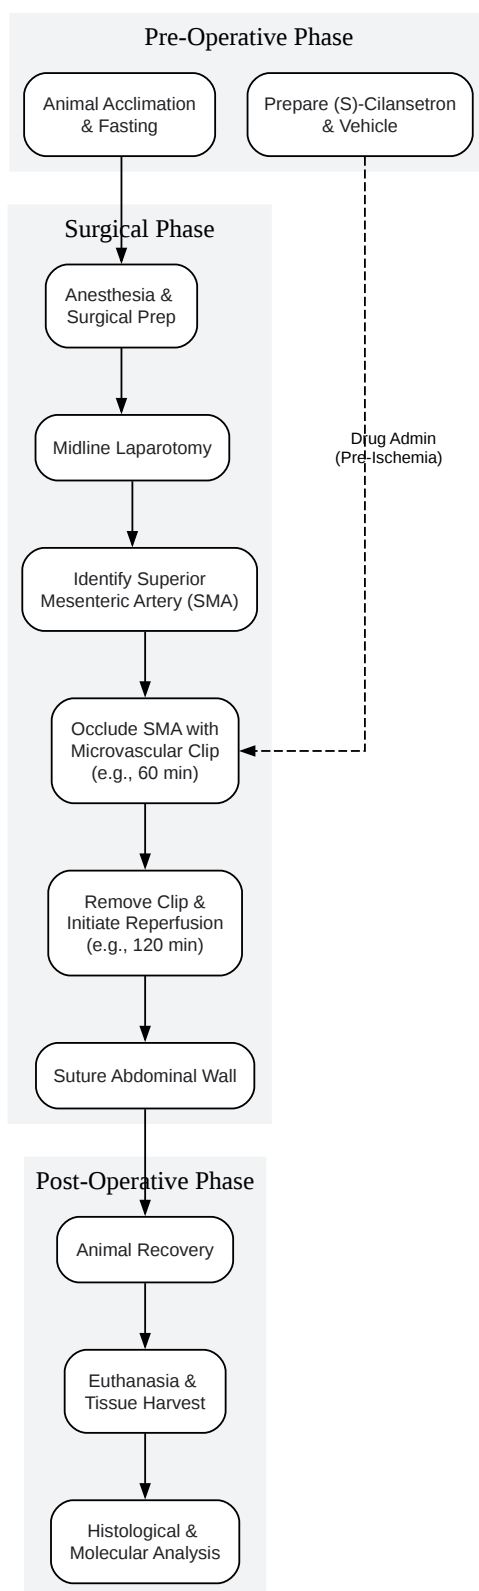 Pre-Operative Phase
Animal Acclimation
& Fasting
Prepare (S)-Cilansetron
& Vehicle
Surgical Phase
Anesthesia &
Surgical Prep
Midline Laparotomy
Drug Admin
(Pre-Ischemia)
Identify Superior
Mesenteric Artery (SMA)
Occlude SMA with
Microvascular Clip
(e.g., 60 min)
Remove Clip &
Initiate Reperfusion
(e.g., 120 min)
Suture Abdominal Wall
Post-Operative Phase
Animal Recovery
Euthanasia &
Tissue Harvest
Histological &
Molecular Analysis